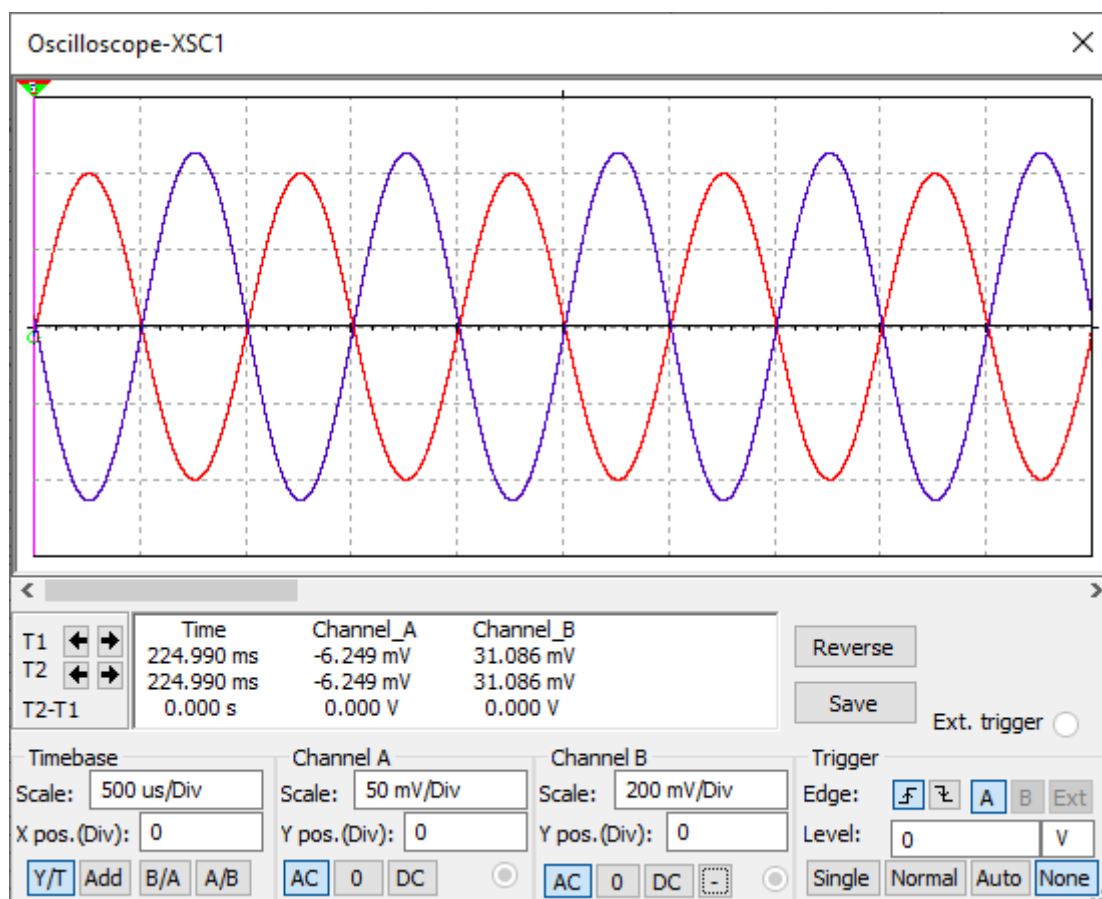 Oscilloscope-XSC1
Time Channel_A Channel_B
T1 224.990 ms -6.249 mV 31.086 mV
T2 224.990 ms -6.249 mV 31.086 mV
T2-T1 0.000 s 0.000 V 0.000 V
Reverse
Save
Ext. trigger
Timebase
Scale: 500 us/Div
X pos.(Div): 0
Y/T Add B/A A/B
Channel A
Scale: 50 mV/Div
Y pos.(Div): 0
AC 0 DC
Channel B
Scale: 200 mV/Div
Y pos.(Div): 0
AC 0 DC -
Trigger
Edge: A B Ext
Level: 0 V
Single Normal Auto None